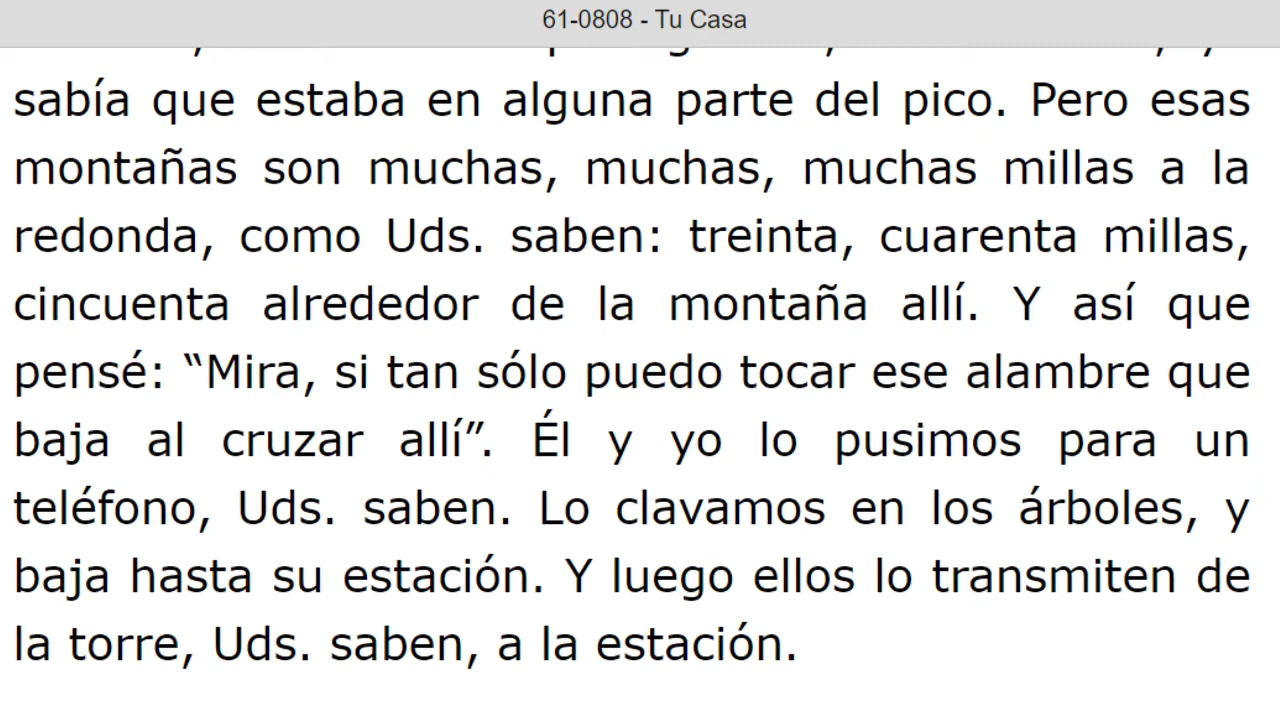 61-0808 - Tu Casa
sabía que estaba en alguna parte del pico. Pero esas
montañas son muchas, muchas, muchas millas a la
redonda, como Uds. saben: treinta, cuarenta millas,
cincuenta alrededor de la montaña allí. Y así que
pensé: “Mira, si tan sólo puedo tocar ese alambre que
baja al cruzar allí”. Él y yo lo pusimos para un
teléfono, Uds. saben. Lo clavamos en los árboles, y
baja hasta su estación. Y luego ellos lo transmiten de
la torre, Uds. saben, a la estación.